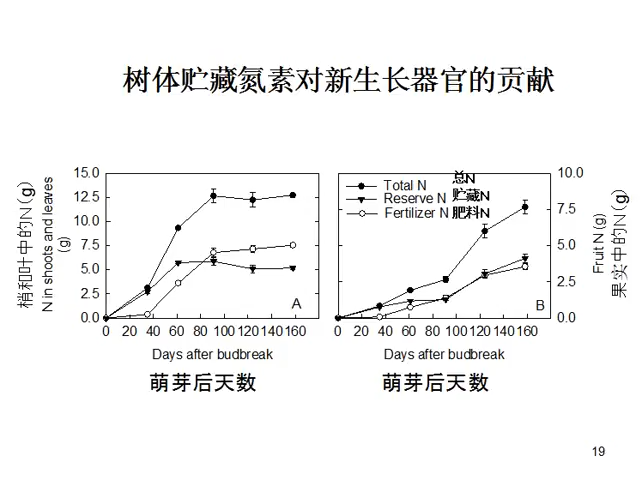 树体贮藏氮素对新生长器官的贡献
梢和叶中的N(g)
N in shoots and leaves
(g)
15.0
12.5
10.0
7.5
5.0
2.5
0.0
A
0 20 40 60 80 100 120 140 160
Days after budbreak
萌芽后天数
Total N 总N
Reserve N 贮藏N
Fertilizer N 肥料N
B
0 20 40 60 80 100 120 140 160
Days after budbreak
萌芽后天数
10.0
7.5
5.0
2.5
0.0
Fruit N (g)
果实中的N(g)
19